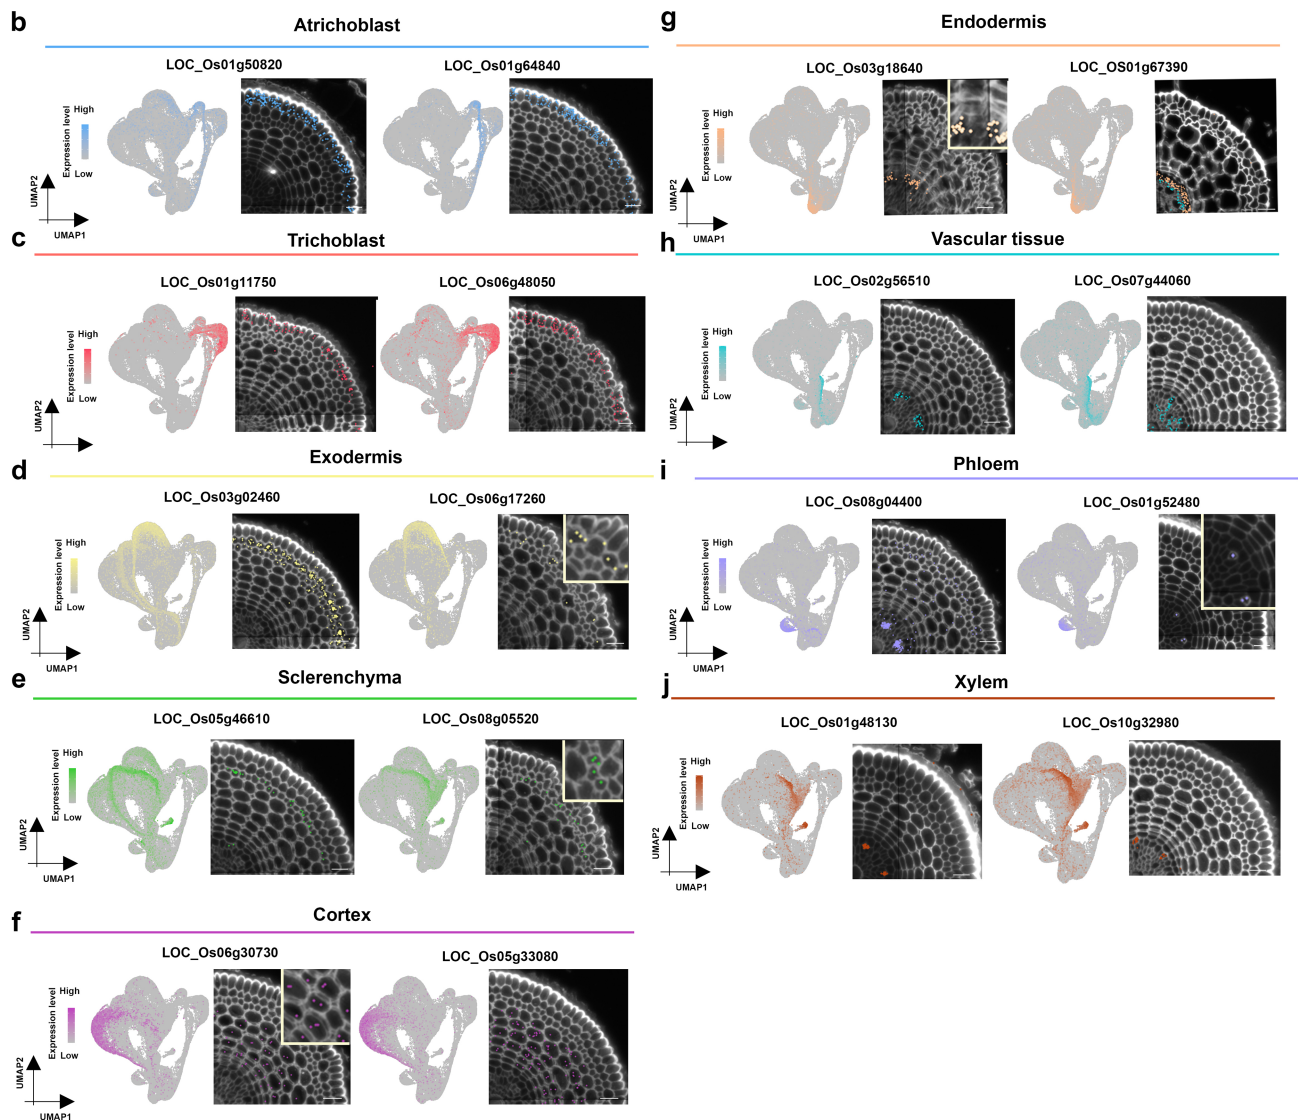 b
Atrichoblast
LOC_Os01g50820
LOC_Os01g64840
High
Expression level
Low
UMAP2
UMAP1
c
Trichoblast
LOC_Os01g11750
LOC_Os06g48050
High
Expression level
Low
UMAP2
UMAP1
d
Exodermis
LOC_Os03g02460
LOC_Os06g17260
High
Expression level
Low
UMAP2
UMAP1
e
Sclerenchyma
LOC_Os05g46610
LOC_Os08g05520
High
Expression level
Low
UMAP2
UMAP1
f
Cortex
LOC_Os06g30730
LOC_Os05g33080
High
Expression level
Low
UMAP2
UMAP1
g
Endodermis
LOC_Os03g18640
LOC_OS01g67390
High
Expression level
Low
UMAP2
UMAP1
h
Vascular tissue
LOC_Os02g56510
LOC_Os07g44060
High
Expression level
Low
UMAP2
UMAP1
i
Phloem
LOC_Os08g04400
LOC_Os01g52480
High
Expression level
Low
UMAP2
UMAP1
j
Xylem
LOC_Os01g48130
LOC_Os10g32980
High
Expression level
Low
UMAP2
UMAP1